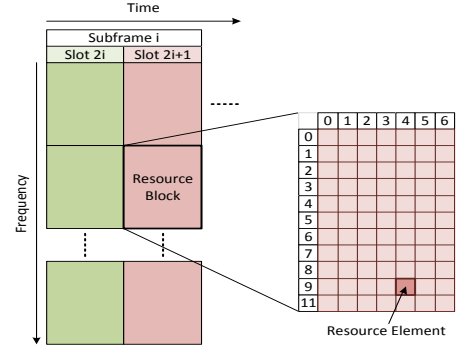 Time
Subframe i
Slot 2i Slot 2i+1
Frequency
Resource
Block
0 1 2 3 4 5 6
0
1
2
3
4
5
6
7
8
9
11
Resource Element